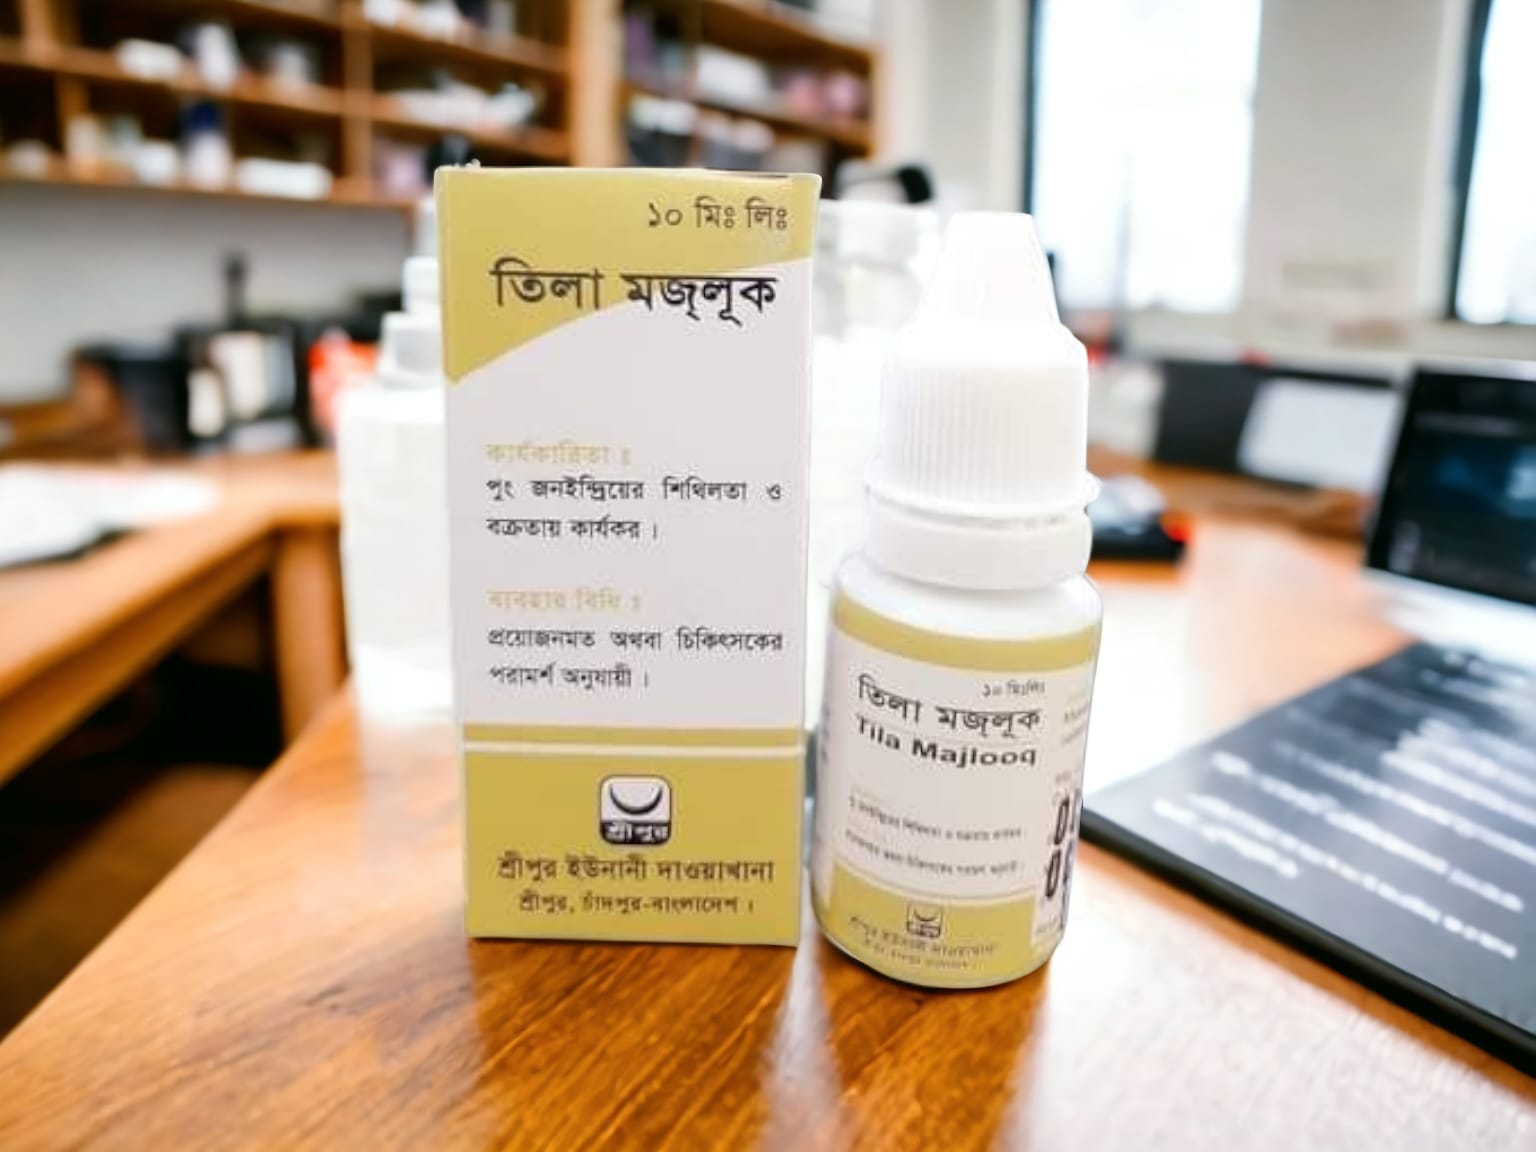 ১০ মিঃ লিঃ
তিলা মজ্লূক
কার্যকারিতা ঃ
পুং জনইন্দ্রিয়ের শিথিলতা ও
বক্রতায় কার্যকর ।
ব্যবহার বিধি ঃ
প্রয়োজনমত অথবা চিকিৎসকের
পরামর্শ অনুযায়ী ।
শ্রীপুর
শ্রীপুর ইউনানী দাওয়াখানা
শ্রীপুর, চাঁদপুর-বাংলাদেশ ।
১০ মিঃলিঃ
তিলা মজ্লূক
Tila Majlooq